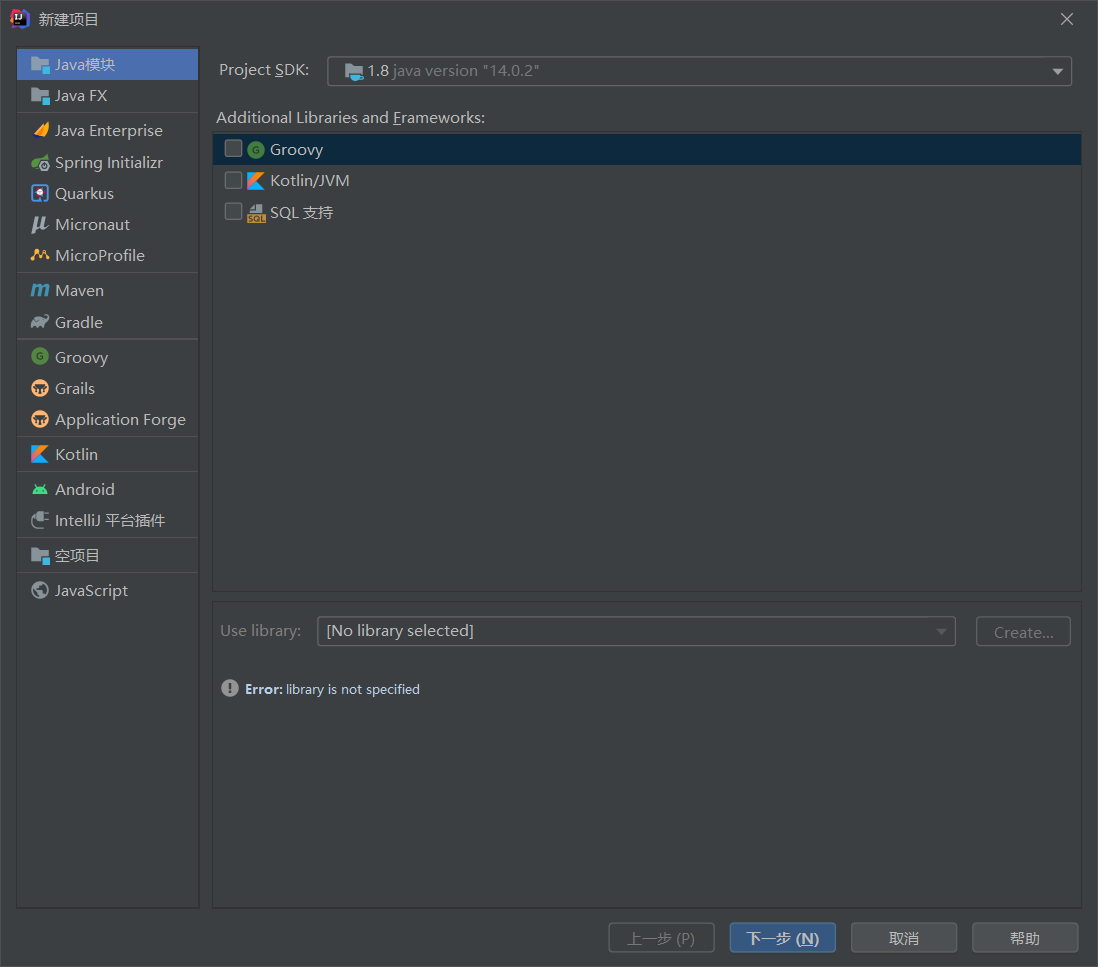 新建项目
Java模块
Java FX
Java Enterprise
Spring Initializr
Quarkus
Micronaut
MicroProfile
Maven
Gradle
Groovy
Grails
Application Forge
Kotlin
Android
IntelliJ 平台插件
空项目
JavaScript
Project SDK: 1.8 java version "14.0.2"
Additional Libraries and Frameworks:
Groovy
Kotlin/JVM
SQL 支持
Use library: [No library selected] Create...
Error: library is not specified
上一步 (P) 下一步 (N) 取消 帮助